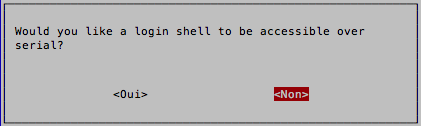 Would you like a login shell to be accessible over
serial?
<Oui> <Non>